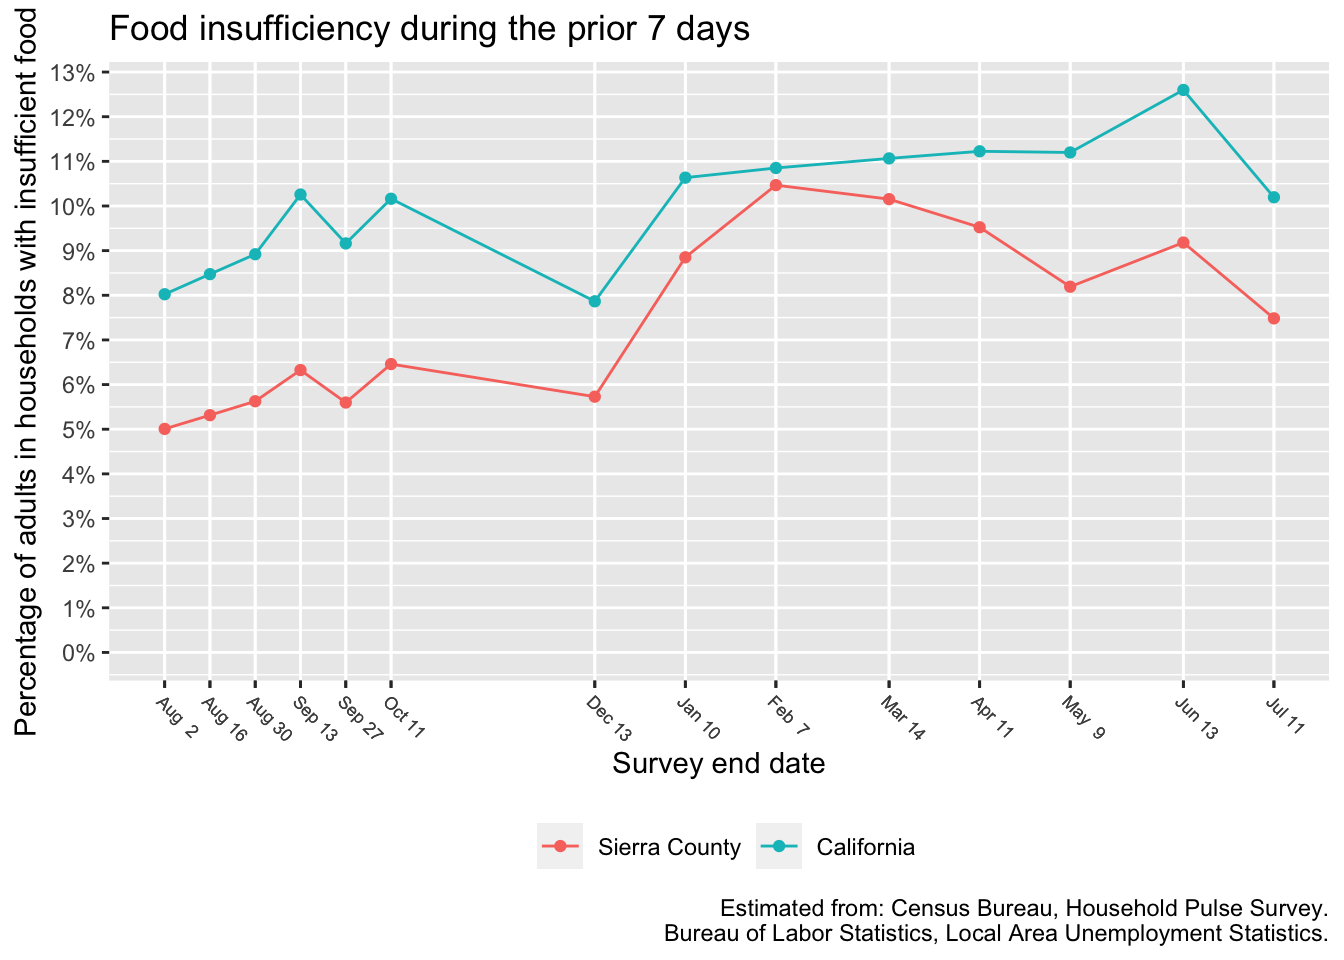 Food insufficiency during the prior 7 days
Percentage of adults in households with insufficient food
13%
12%
11%
10%
9%
8%
7%
6%
5%
4%
3%
2%
1%
0%
Aug 2
Aug 16
Aug 30
Sep 13
Sep 27
Oct 11
Dec 13
Jan 10
Feb 7
Mar 14
Apr 11
May 9
Jun 13
Jul 11
Survey end date
Sierra County
California
Estimated from: Census Bureau, Household Pulse Survey.
Bureau of Labor Statistics, Local Area Unemployment Statistics.